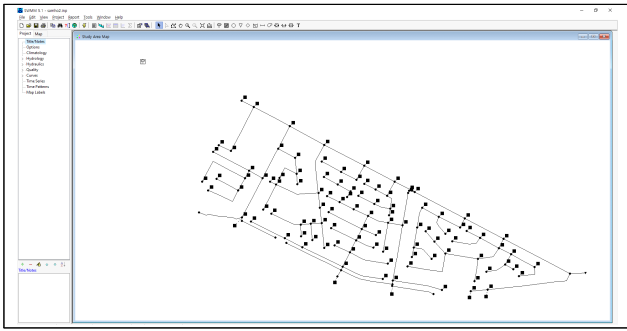 SWMM 5.1 - samho2.inp
File Edit View Project Report Tools Window Help
Project Map
Title/Notes
Options
Climatology
Hydrology
Hydraulics
Quality
Curves
Time Series
Time Patterns
Map Labels
Study Area Map
Title/Notes